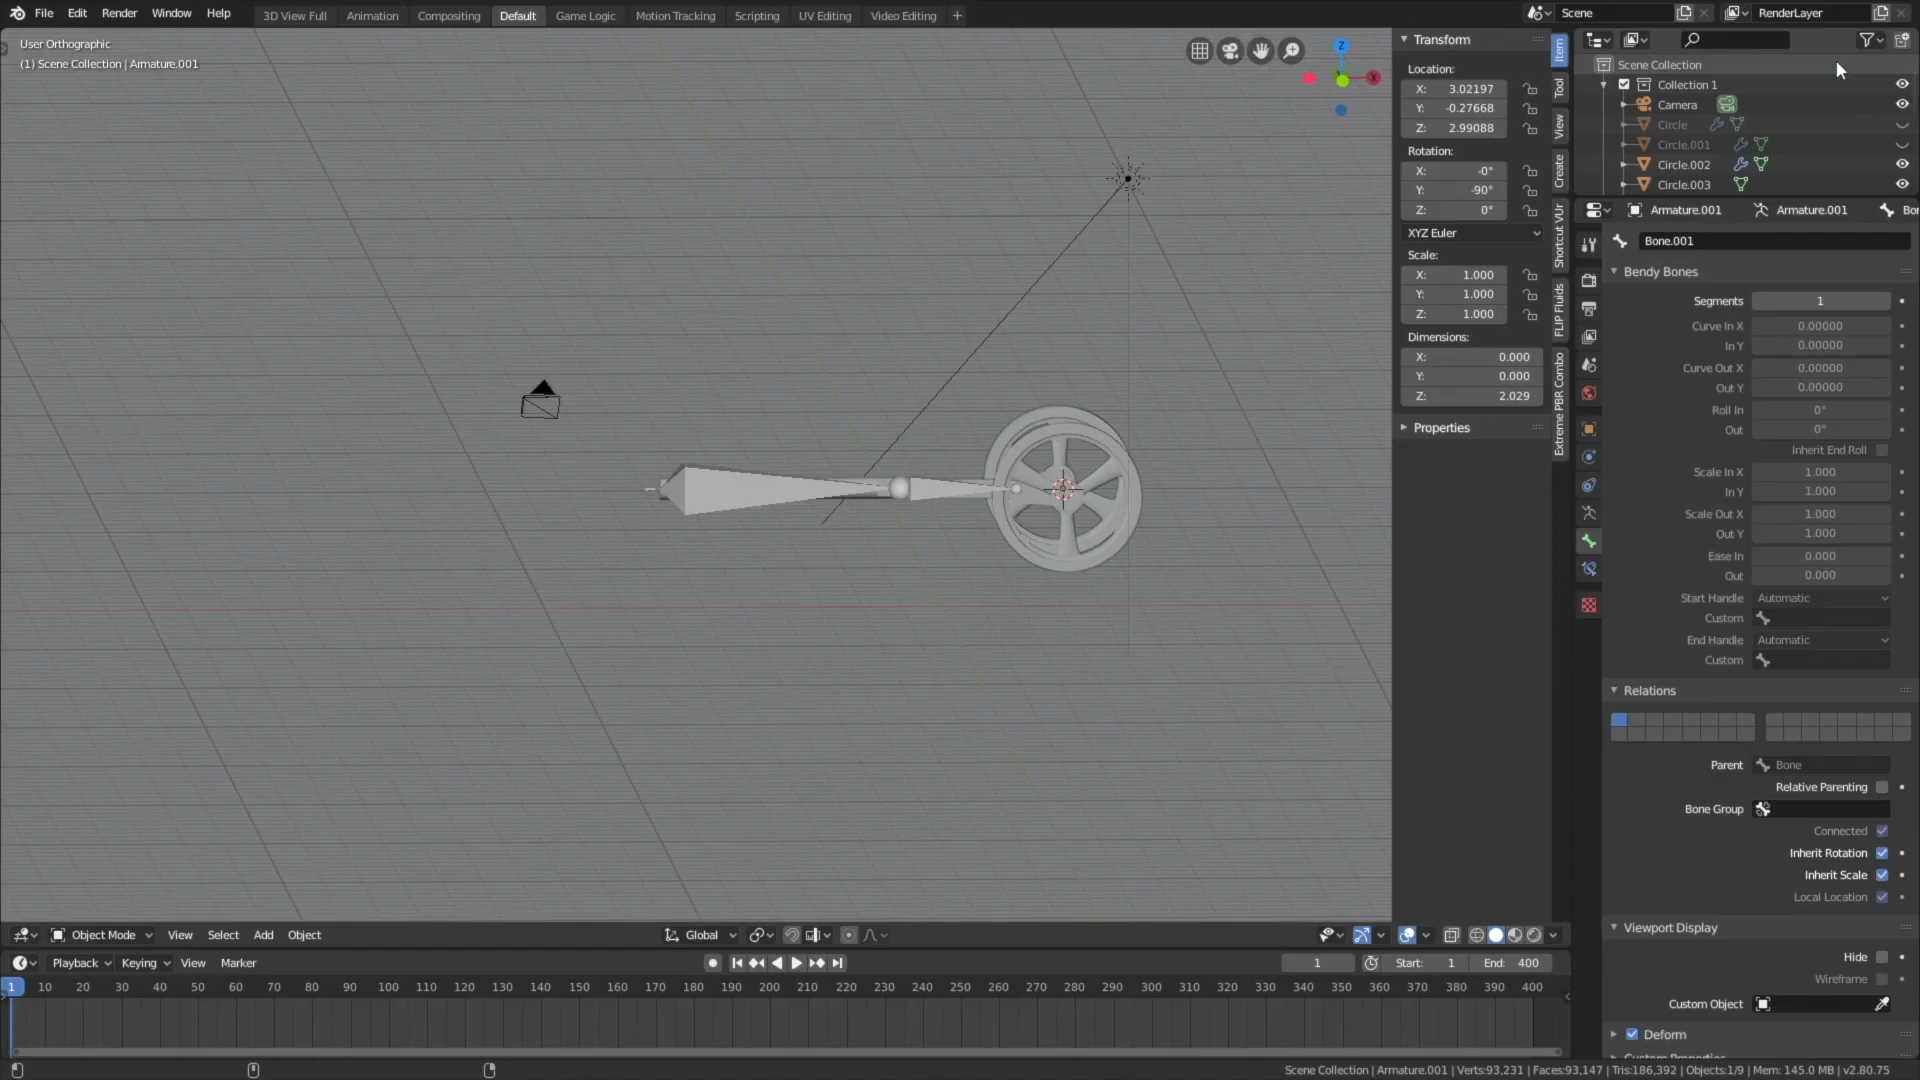 File Edit Render Window Help 3D View Full Animation Compositing Default Game Logic Motion Tracking Scripting UV Editing Video Editing + Scene RenderLayer
User Orthographic
(1) Scene Collection | Armature.001
Z
X
Transform
Location:
X: 3.02197
Y: -0.27668
Z: 2.99088
Rotation:
X: -0°
Y: -90°
Z: 0°
XYZ Euler
Scale:
X: 1.000
Y: 1.000
Z: 1.000
Dimensions:
X: 0.000
Y: 0.000
Z: 2.029
Properties
Item
Tool
View
Create
Shortcut VUr
FLIP Fluids
Extreme PBR Combo
Scene Collection
Collection 1
Camera
Circle
Circle.001
Circle.002
Circle.003
Armature.001 Armature.001 Bo
Bone.001
Bendy Bones
Segments 1
Curve In X 0.00000
In Y 0.00000
Curve Out X 0.00000
Out Y 0.00000
Roll In 0°
Out 0°
Inherit End Roll
Scale In X 1.000
In Y 1.000
Scale Out X 1.000
Out Y 1.000
Ease In 0.000
Out 0.000
Start Handle Automatic
Custom
End Handle Automatic
Custom
Relations
Parent Bone
Relative Parenting
Bone Group
Connected
Inherit Rotation
Inherit Scale
Local Location
Viewport Display
Hide
Wireframe
Custom Object
Deform
Custom Properties
Object Mode View Select Add Object Global
Playback Keying View Marker 1 Start: 1 End: 400
1 10 20 30 40 50 60 70 80 90 100 110 120 130 140 150 160 170 180 190 200 210 220 230 240 250 260 270 280 290 300 310 320 330 340 350 360 370 380 390 400
Scene Collection | Armature.001 | Verts:93,231 | Faces:93,147 | Tris:186,392 | Objects:1/9 | Mem: 145.0 MB | v2.80.75